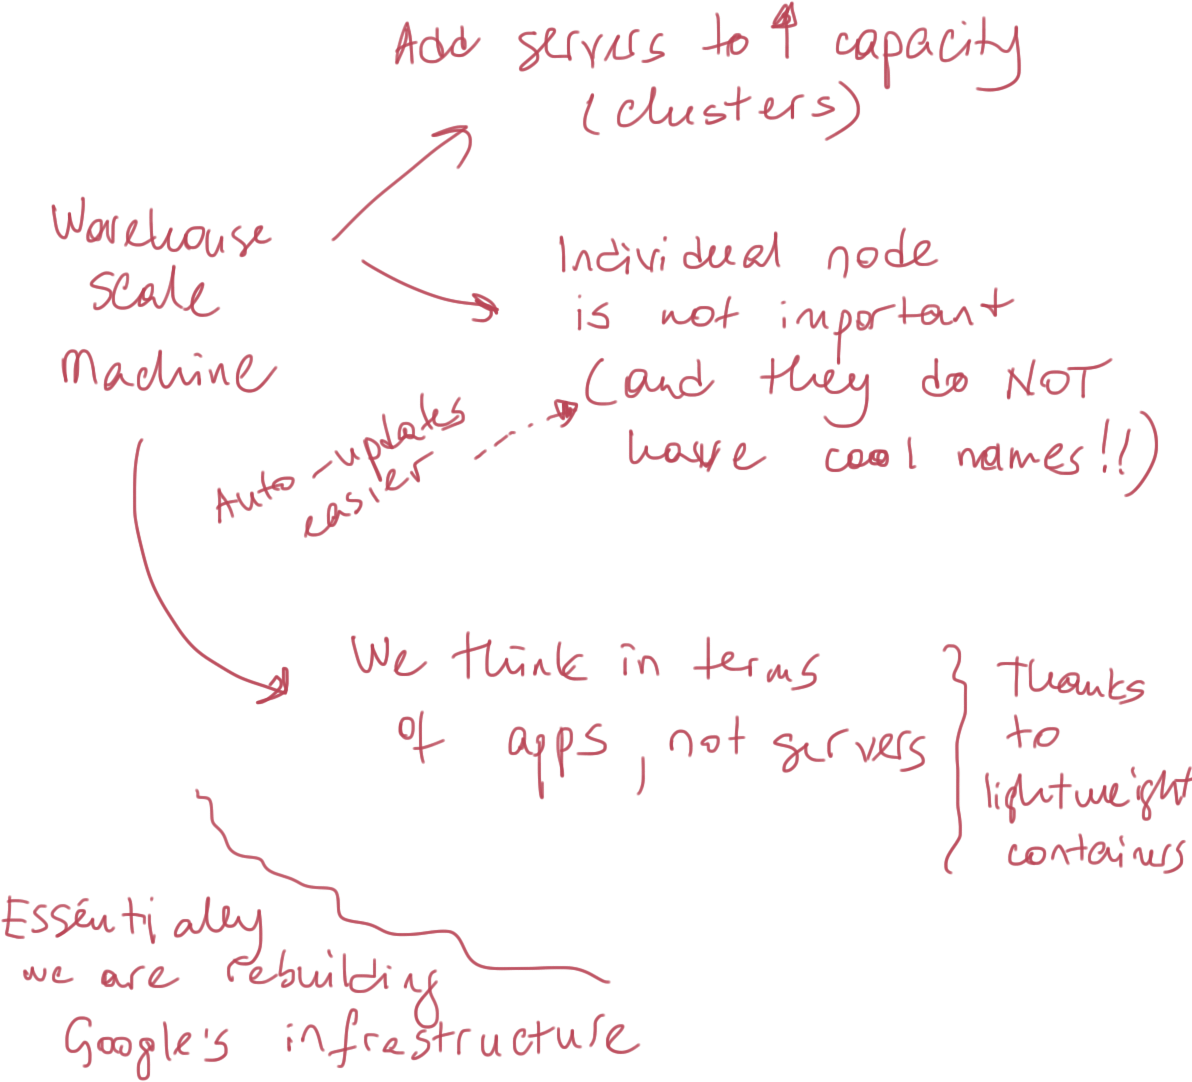 Add servers to ↑ capacity
(clusters)
Warehouse
scale
Machine
Individual node
is not important
(and they do NOT
have cool names!!)
Auto-updates
easier
We think in terms
of apps, not servers
Thanks
to
lightweight
containers
Essentially
we are rebuilding
Google's infrestructure